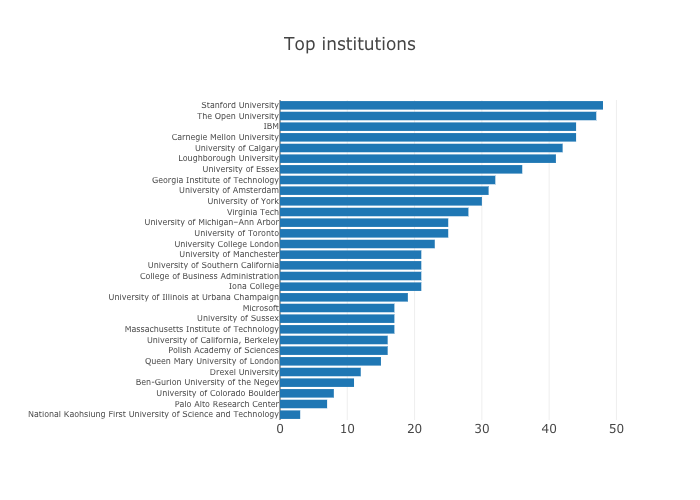 Top institutions
Stanford University
The Open University
IBM
Carnegie Mellon University
University of Calgary
Loughborough University
University of Essex
Georgia Institute of Technology
University of Amsterdam
University of York
Virginia Tech
University of Michigan–Ann Arbor
University of Toronto
University College London
University of Manchester
University of Southern California
College of Business Administration
Iona College
University of Illinois at Urbana Champaign
Microsoft
University of Sussex
Massachusetts Institute of Technology
University of California, Berkeley
Polish Academy of Sciences
Queen Mary University of London
Drexel University
Ben-Gurion University of the Negev
University of Colorado Boulder
Palo Alto Research Center
National Kaohsiung First University of Science and Technology
0 10 20 30 40 50